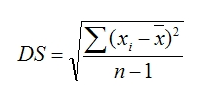 DS = √(∑(xᵢ − x̅)² / (n − 1))